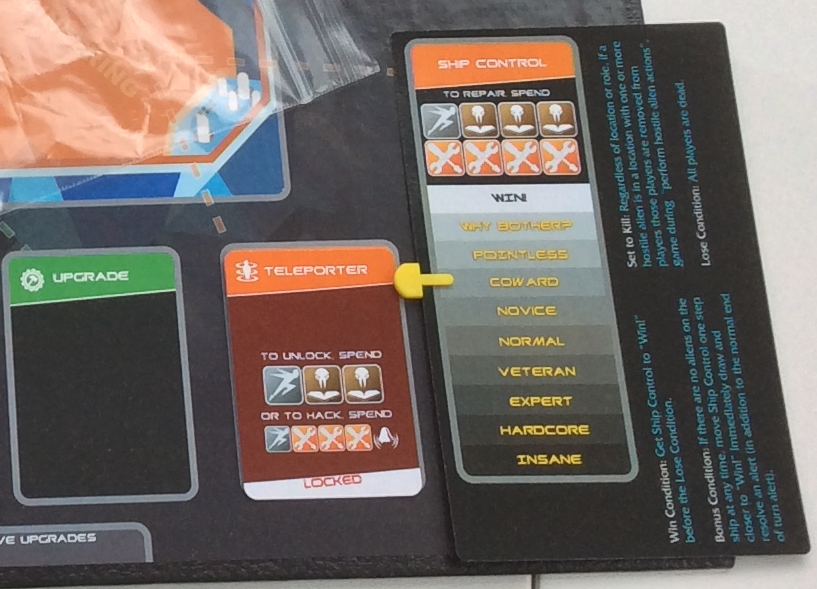 RING
UPGRADE
VE UPGRADES
TELEPORTER
TO UNLOCK, SPEND
OR TO HACK, SPEND
LOCKED
SHIP CONTROL
TO REPAIR, SPEND
WIN!
WHY BOTHER?
POINTLESS
COWARD
NOVICE
NORMAL
VETERAN
EXPERT
HARDCORE
INSANE
Win Condition: Get Ship Control to "Win!"
before the Lose Condition.
Bonus Condition: If there are no aliens on the
ship at any time, move Ship Control one step
closer to "Win!" Immediately draw and
resolve an alert (in addition to the normal end
of turn alert).
Set to Kill: Regardless of location or role, if a
hostile alien is in a location with one or more
players those players are removed from
game during "perform hostile alien actions".
Lose Condition: All players are dead.